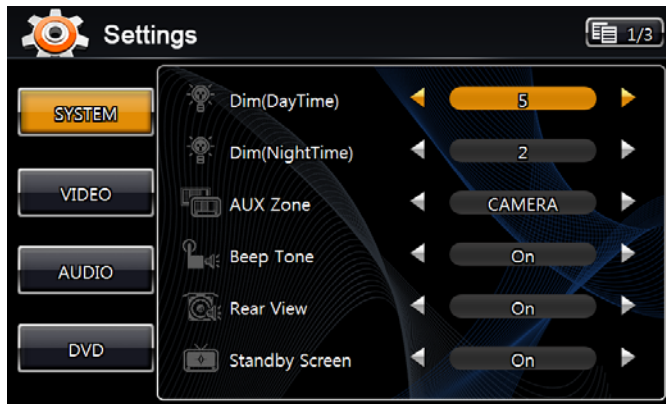 Settings
1/3
SYSTEM
VIDEO
AUDIO
DVD
Dim(DayTime) 5
Dim(NightTime) 2
AUX Zone CAMERA
Beep Tone On
Rear View On
Standby Screen On